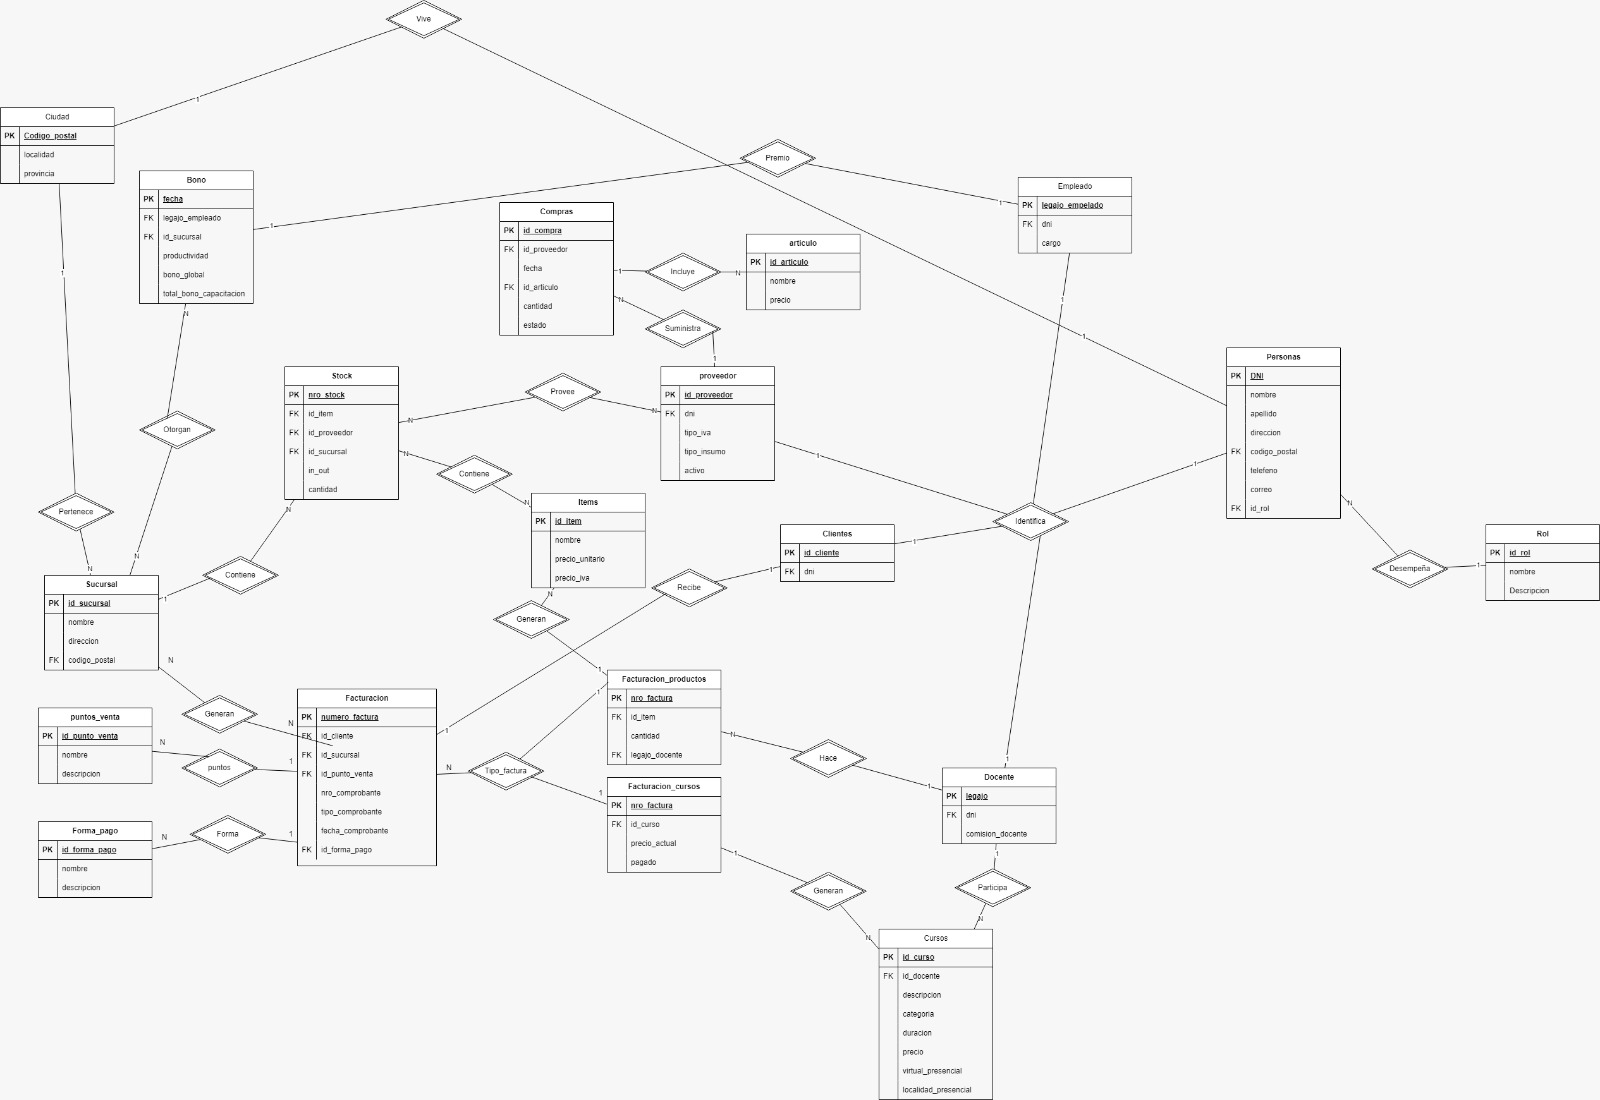 Vive
1
Ciudad
PK Codigo_postal
localidad
provincia
Premio
Bono
PK fecha
FK legajo_empleado
FK id_sucursal
productividad
bono_global
total_bono_capacitacion
1
1
Empleado
PK legajo_empelado
FK dni
cargo
Compras
PK id_compra
FK id_proveedor
fecha
FK id_articulo
cantidad
estado
1
Incluye
N
articulo
PK id_articulo
nombre
precio
N
Suministra
1
1
1
1
N
Stock
PK nro_stock
FK id_item
FK id_proveedor
FK id_sucursal
in_out
cantidad
N
Provee
N
proveedor
PK id_proveedor
FK dni
tipo_iva
tipo_insumo
activo
Personas
PK DNI
nombre
apellido
direccion
FK codigo_postal
telefeno
correo
FK id_rol
Otorgan
N
Contiene
N
1
1
N
Items
PK id_item
nombre
precio_unitario
precio_iva
Pertenece
N
Identifica
N
N
Contiene
1
N
Clientes
PK id_cliente
FK dni
1
Desempeña
1
Rol
PK id_rol
nombre
Descripcion
Sucursal
PK id_sucursal
nombre
direccion
FK codigo_postal
Recibe
1
N
Generan
1
1
N
Generan
N
Facturacion
PK numero_factura
FK id_cliente
FK id_sucursal
FK id_punto_venta
nro_comprobante
tipo_comprobante
fecha_comprobante
FK id_forma_pago
1
Facturacion_productos
PK nro_factura
FK id_item
cantidad
FK legajo_docente
puntos_venta
PK id_punto_venta
nombre
descripcion
N
puntos
1
N
Tipo_factura
1
N
Hace
1
1
Docente
PK legajo
FK dni
comision_docente
Facturacion_cursos
PK nro_factura
FK id_curso
precio_actual
pagado
Forma_pago
PK id_forma_pago
nombre
descripcion
N
Forma
1
1
Generan
N
1
Participa
N
Cursos
PK id_curso
FK id_docente
descripcion
categoria
duracion
precio
virtual_presencial
localidad_presencial